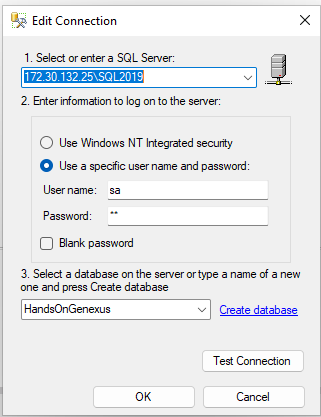 Edit Connection
1. Select or enter a SQL Server:
172.30.132.25\SQL2019
2. Enter information to log on to the server:
Use Windows NT Integrated security
Use a specific user name and password:
User name: sa
Password: **
Blank password
3. Select a database on the server or type a name of a new
one and press Create database
HandsOnGenexus Create database
Test Connection
OK Cancel